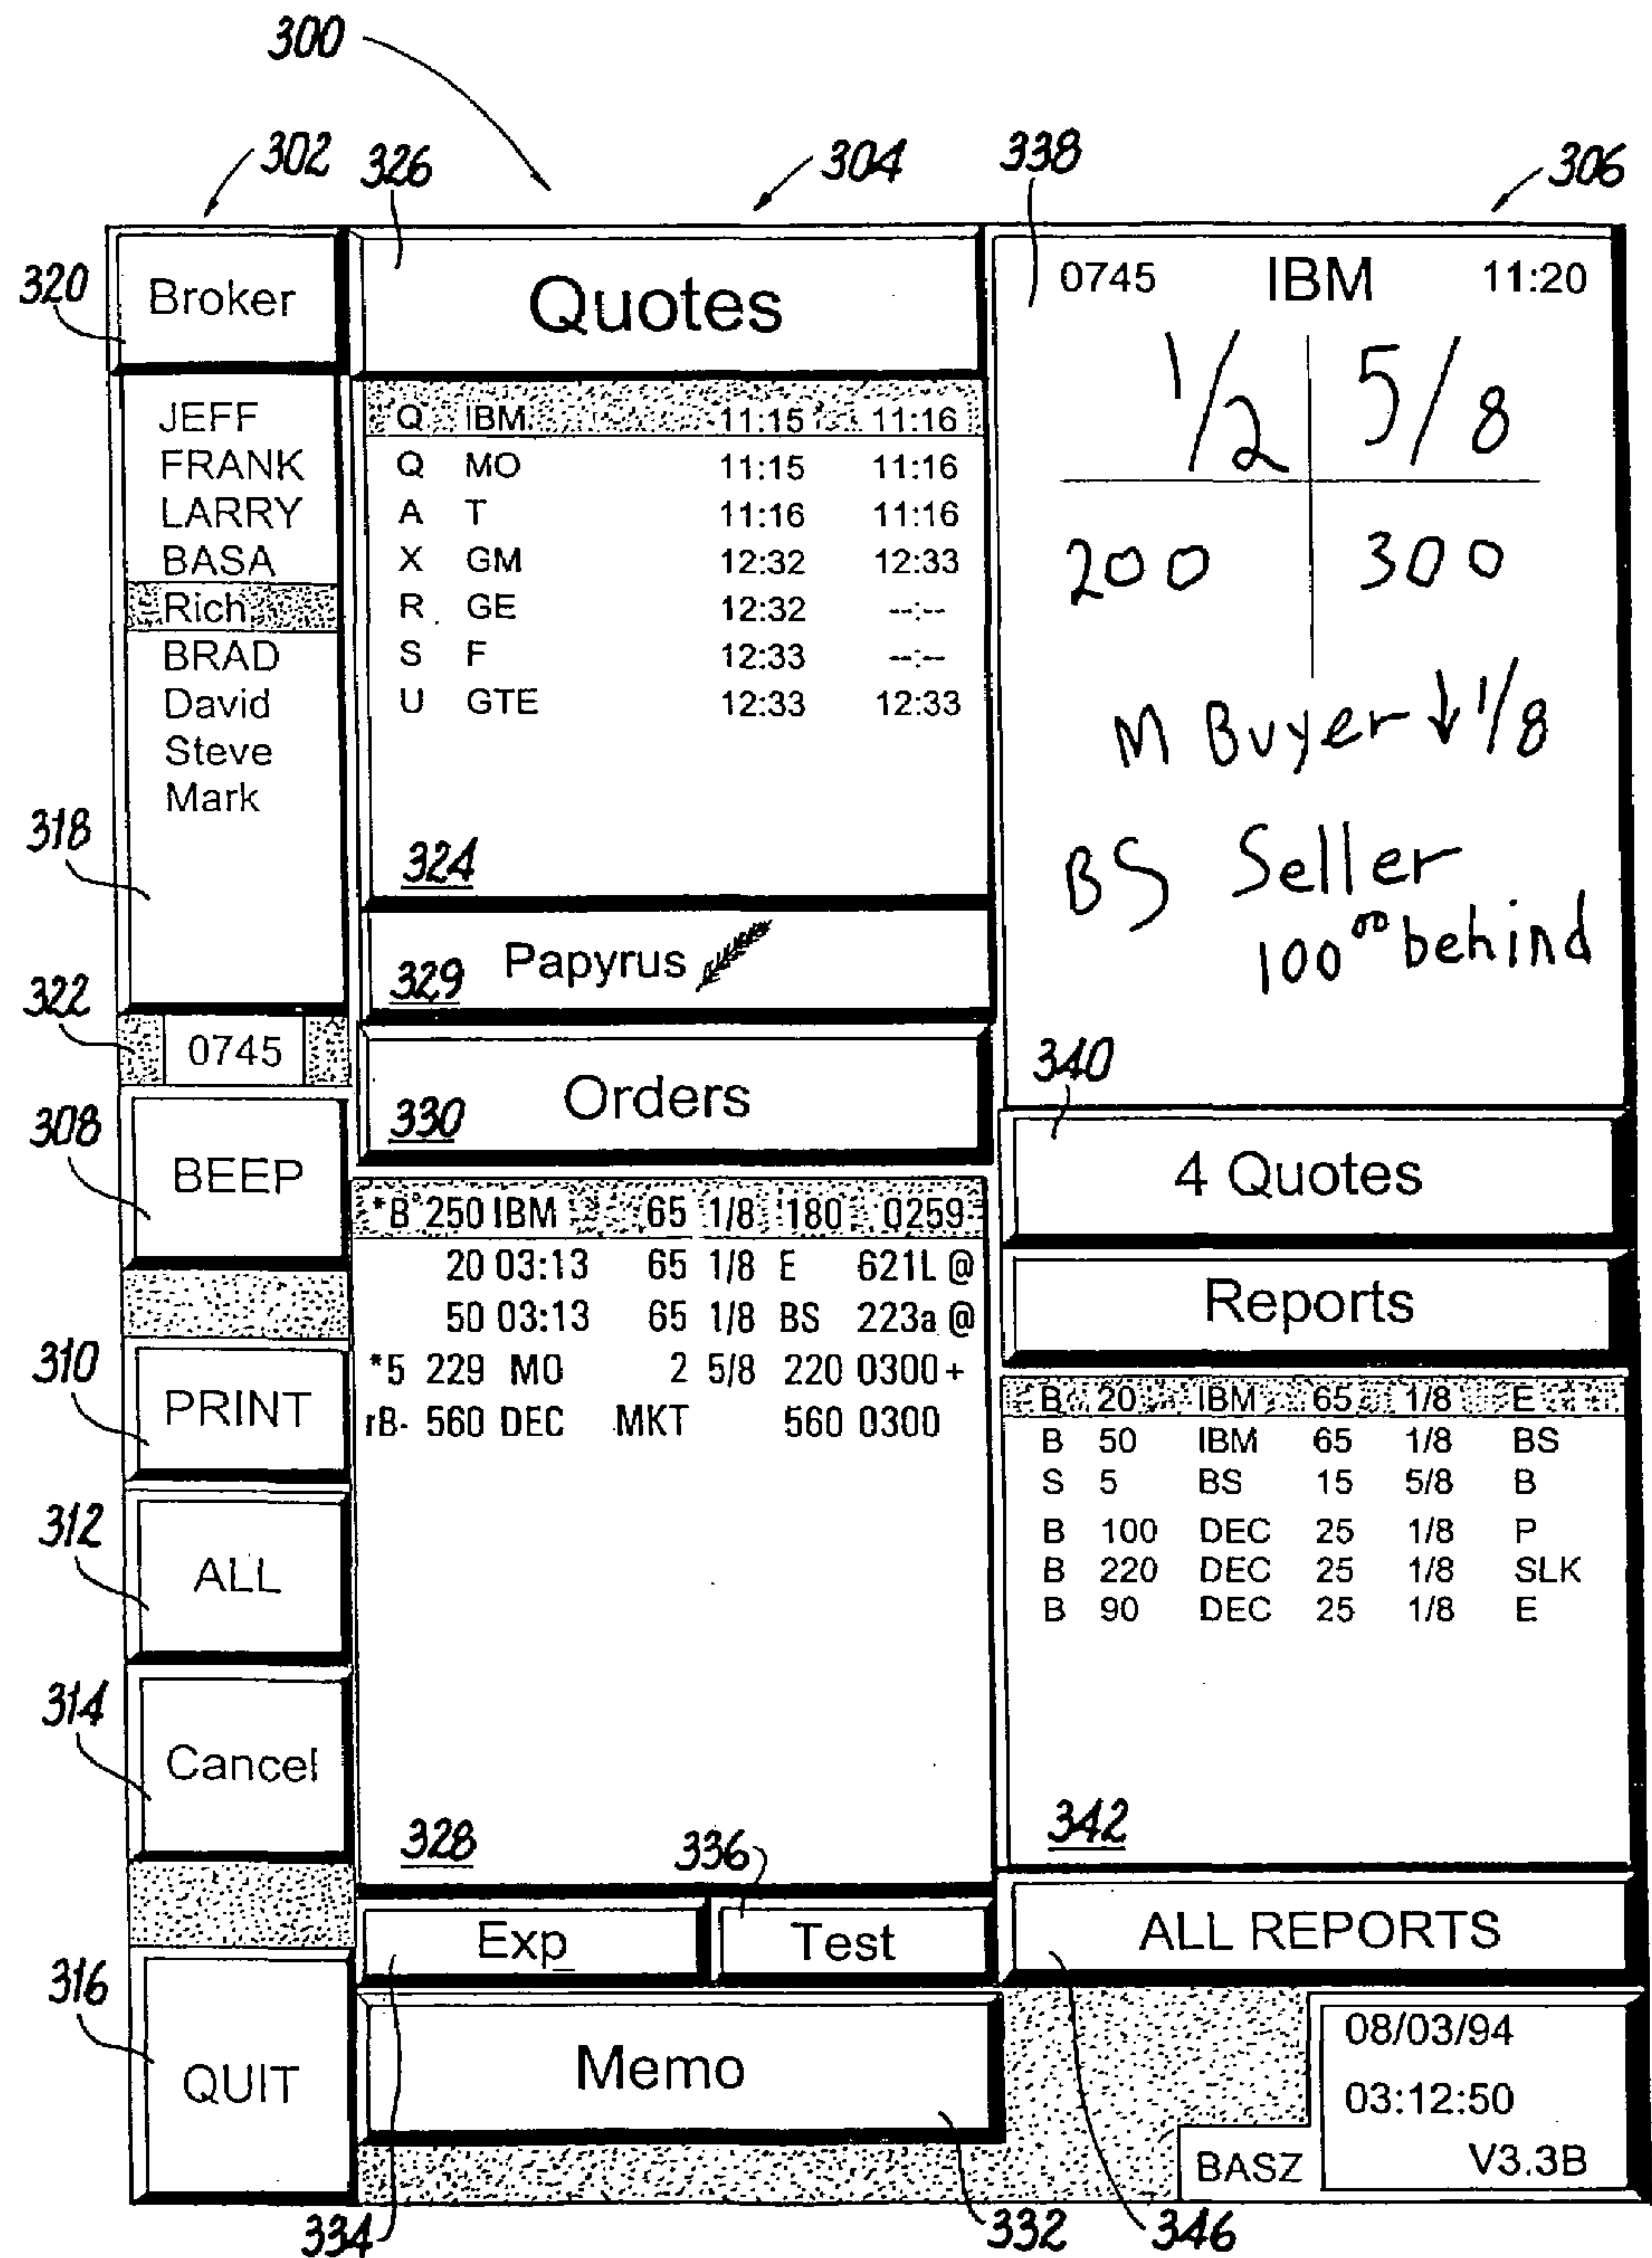 300
302
326
304
338
306
320
Broker
JEFF
FRANK
LARRY
BASA
Rich
BRAD
David
Steve
Mark
318
322
0745
308
BEEP
310
PRINT
312
ALL
314
Cancel
316
QUIT
Quotes
Q IBM 11:15 11:16
Q MO 11:15 11:16
A T 11:16 11:16
X GM 12:32 12:33
R GE 12:32 --:--
S F 12:33 --:--
U GTE 12:33 12:33
324
329 Papyrus
330 Orders
*B° 250 IBM 65 1/8 180 0259-
20 03:13 65 1/8 E 621L @
50 03:13 65 1/8 BS 223a @
*5 229 MO 2 5/8 220 0300+
rB- 560 DEC MKT 560 0300
328
336
Exp
Test
Memo
334
332
0745 IBM 11:20
1/2 5/8
200 300
M Buyer ↓ 1/8
BS Seller
100⁰⁰ behind
340
4 Quotes
Reports
B 20 IBM 65 1/8 E
B 50 IBM 65 1/8 BS
S 5 BS 15 5/8 B
B 100 DEC 25 1/8 P
B 220 DEC 25 1/8 SLK
B 90 DEC 25 1/8 E
342
ALL REPORTS
08/03/94
03:12:50
BASZ V3.3B
346